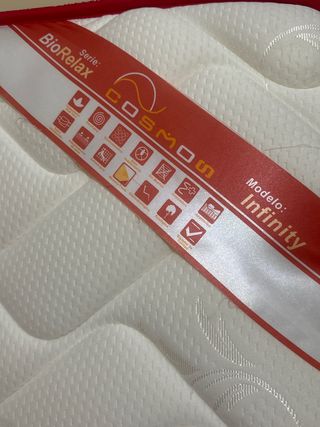 Serie:
BioRelax
COSMOS
Modelo:
Infinity